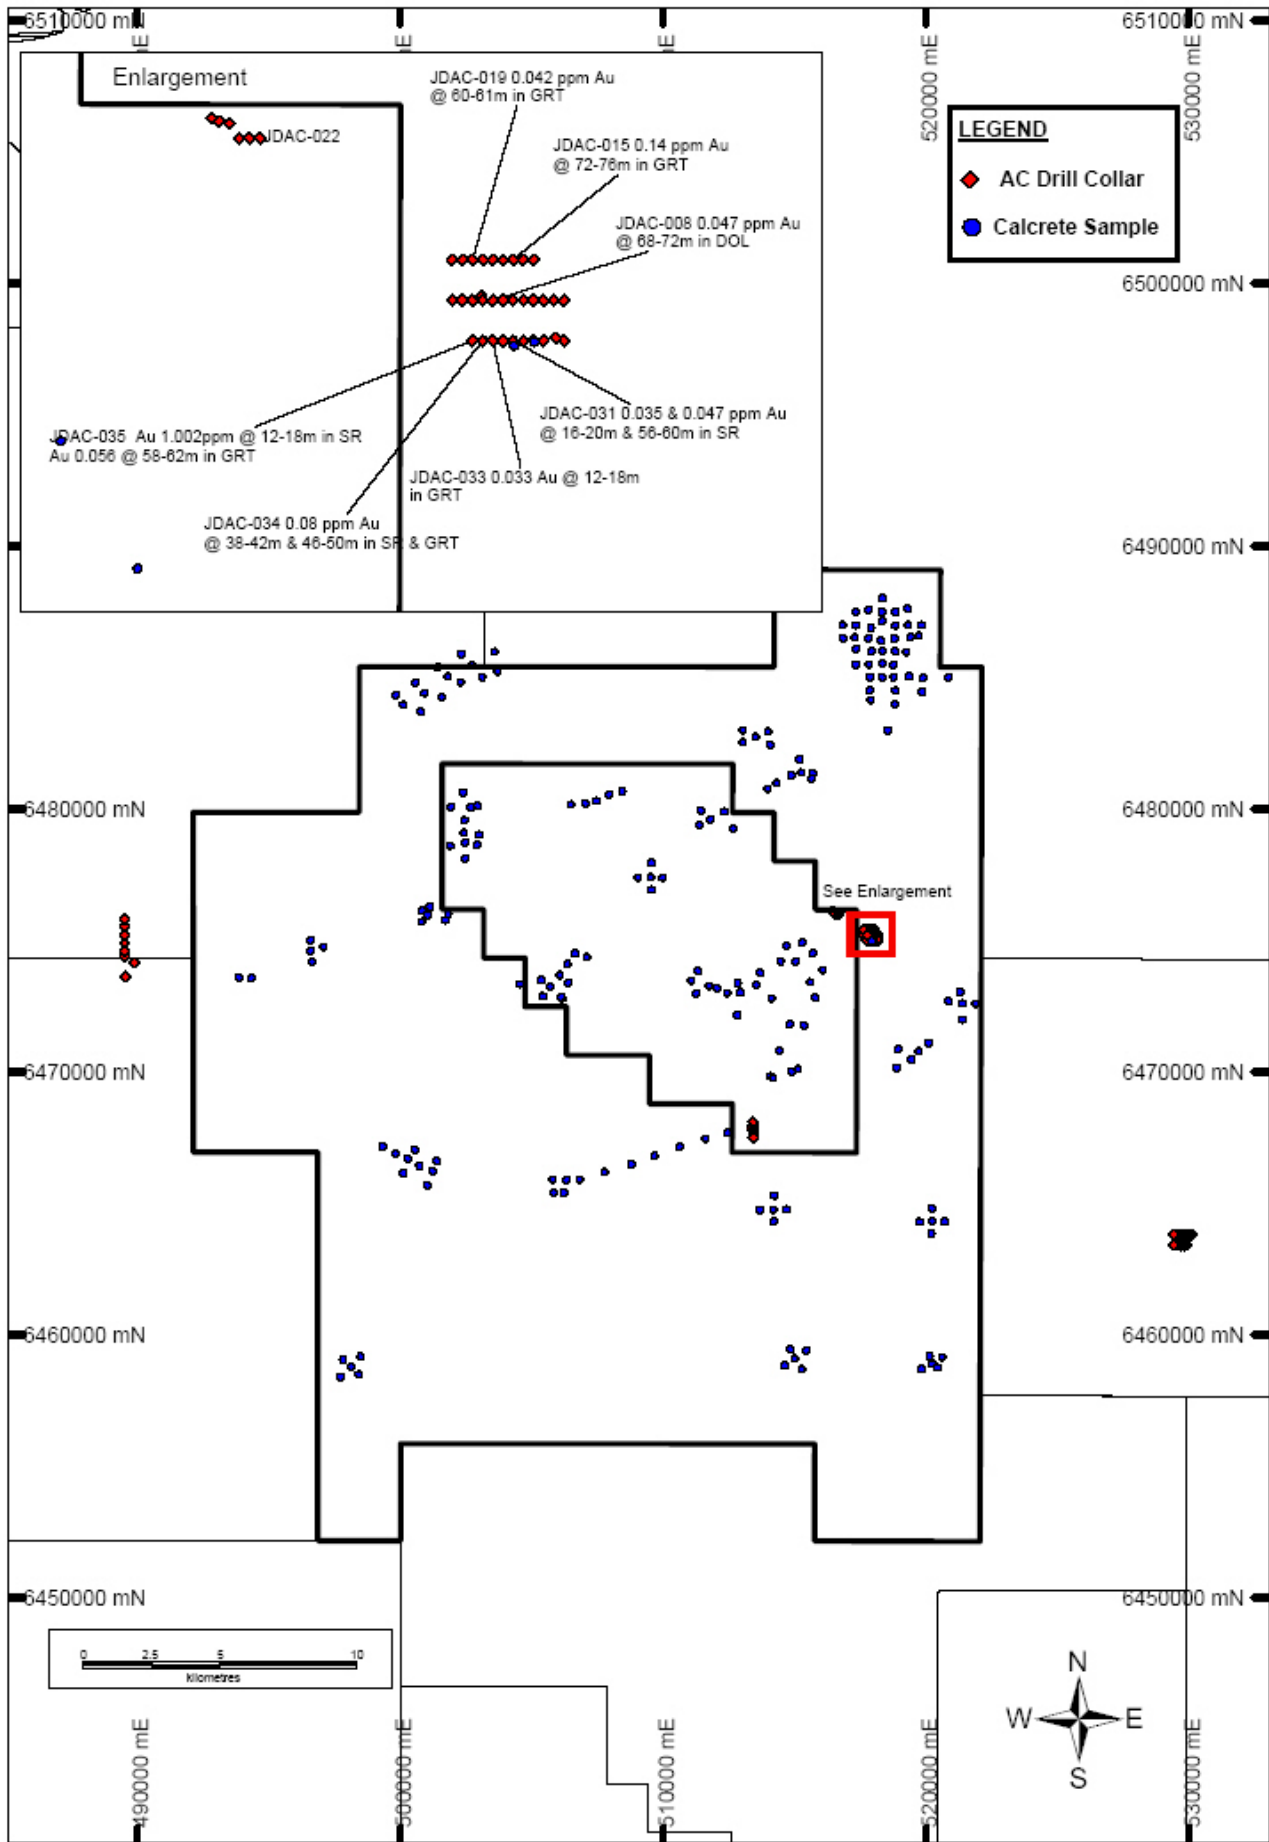 6510000 mN
6510000 mN
520000 mE
530000 mE
Enlargement
JDAC-019 0.042 ppm Au
@ 60-61m in GRT
JDAC-022
JDAC-015 0.14 ppm Au
@ 72-76m in GRT
JDAC-008 0.047 ppm Au
@ 68-72m in DOL
LEGEND
AC Drill Collar
Calcrete Sample
6500000 mN
JDAC-031 0.035 & 0.047 ppm Au
@ 16-20m & 56-60m in SR
JDAC-035 Au 1.002ppm @ 12-18m in SR
Au 0.056 @ 58-62m in GRT
JDAC-033 0.033 Au @ 12-18m
in GRT
JDAC-034 0.08 ppm Au
@ 38-42m & 46-50m in SR & GRT
6490000 mN
6480000 mN
6480000 mN
See Enlargement
6470000 mN
6470000 mN
6460000 mN
6460000 mN
6450000 mN
6450000 mN
0 2.5 5 10
kilometres
N
W E
S
490000 mE
500000 mE
510000 mE
520000 mE
530000 mE